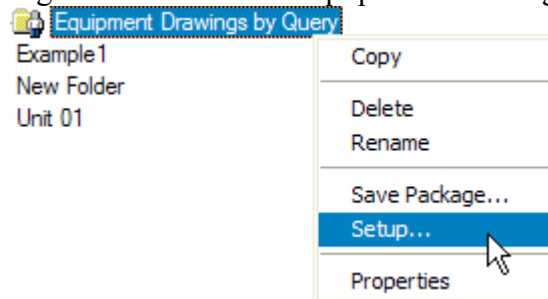 Equipment Drawings by Query
Example1
New Folder
Unit 01
Copy
Delete
Rename
Save Package...
Setup...
Properties